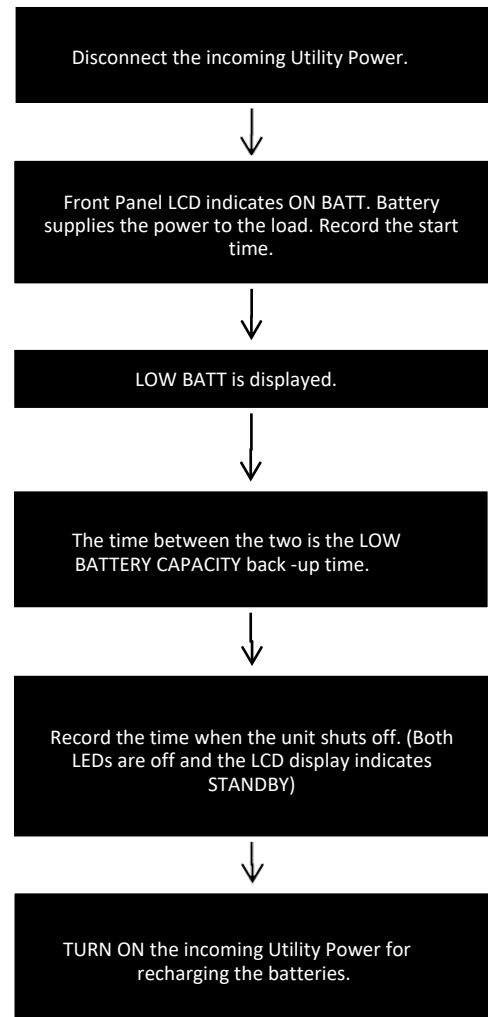 Disconnect the incoming Utility Power.
Front Panel LCD indicates ON BATT. Battery
supplies the power to the load. Record the start
time.
LOW BATT is displayed.
The time between the two is the LOW
BATTERY CAPACITY back -up time.
Record the time when the unit shuts off. (Both
LEDs are off and the LCD display indicates
STANDBY)
TURN ON the incoming Utility Power for
recharging the batteries.